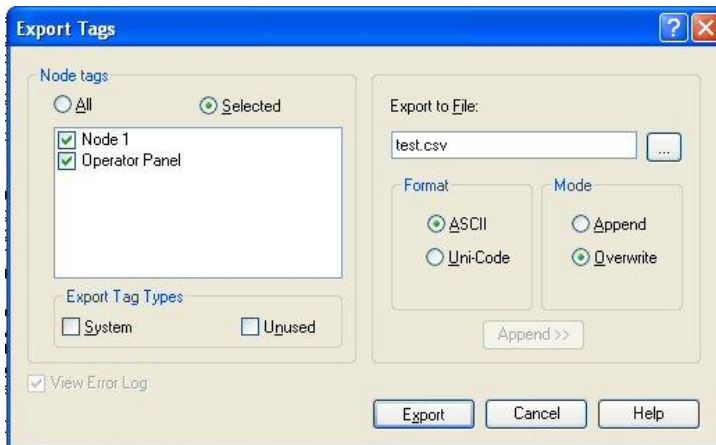 Export Tags
Node tags
All
Selected
Node 1
Operator Panel
Export Tag Types
System
Unused
View Error Log
Export to File:
test.csv
...
Format
ASCII
Uni-Code
Mode
Append
Overwrite
Append >>
Export
Cancel
Help